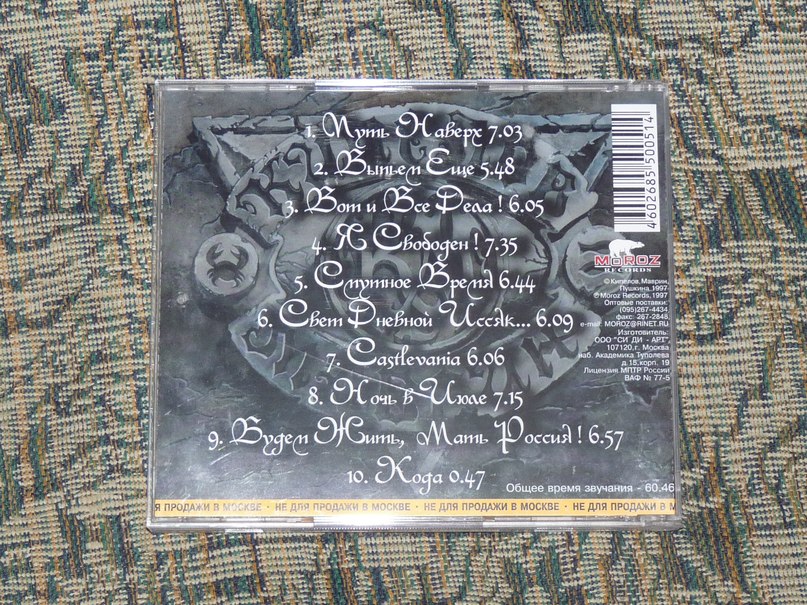 1. Путь Наверх 7.03
2. Выпьем Еще 5.48
3. Вот и Все Дела ! 6.05
4. Я Свободен ! 7.35
5. Смутное Время 6.44
6. Свет Дневной Иссяк... 6.09
7. Castlevania 6.06
8. Ночь в Июле 7.15
9. Будем Жить, Мать Россия ! 6.57
10. Кода 0.47
Общее время звучания - 60.46
4602685500514
MOROZ
RECORDS
© Кипелов, Маврин,
Пушкина, 1997
℗ Moroz Records, 1997
Оптовые поставки:
(095)267-4434
факс: 267-2848,
e-mail: MOROZ@RINET.RU
Изготовитель:
ООО "СИ ДИ - АРТ",
107120,г. Москва
наб. Академика Туполева
д.15,корп. 19
Лицензия МПТР России
ВАФ № 77-5
Я ПРОДАЖИ В МОСКВЕ · НЕ ДЛЯ ПРОДАЖИ В МОСКВЕ · НЕ ДЛЯ ПРОДАЖИ В МОСКВЕ · НЕ ДЛЯ ПРОДАЖИ В М